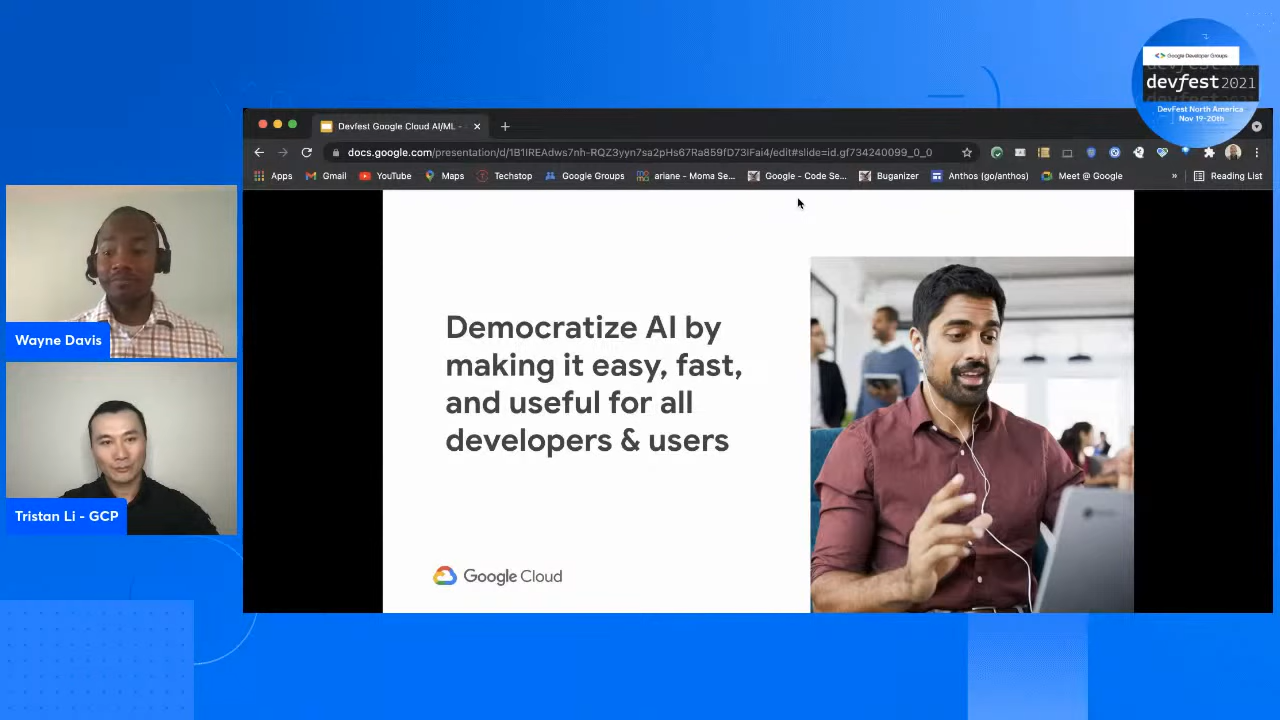 Google Developer Groups
devfest 2021
DevFest North America
Nov 19-20th
Devfest Google Cloud AI/ML -
docs.google.com/presentation/d/1B1IREAdws7nh-RQZ3yyn7sa2pHs67Ra859fD73IFai4/edit#slide=id.gf734240099_0_0
Apps Gmail YouTube Maps Techstop Google Groups ariane - Moma Se... Google - Code Se... Buganizer Anthos (go/anthos) Meet @ Google » Reading List
Wayne Davis
Tristan Li - GCP
Democratize AI by
making it easy, fast,
and useful for all
developers & users
Google Cloud